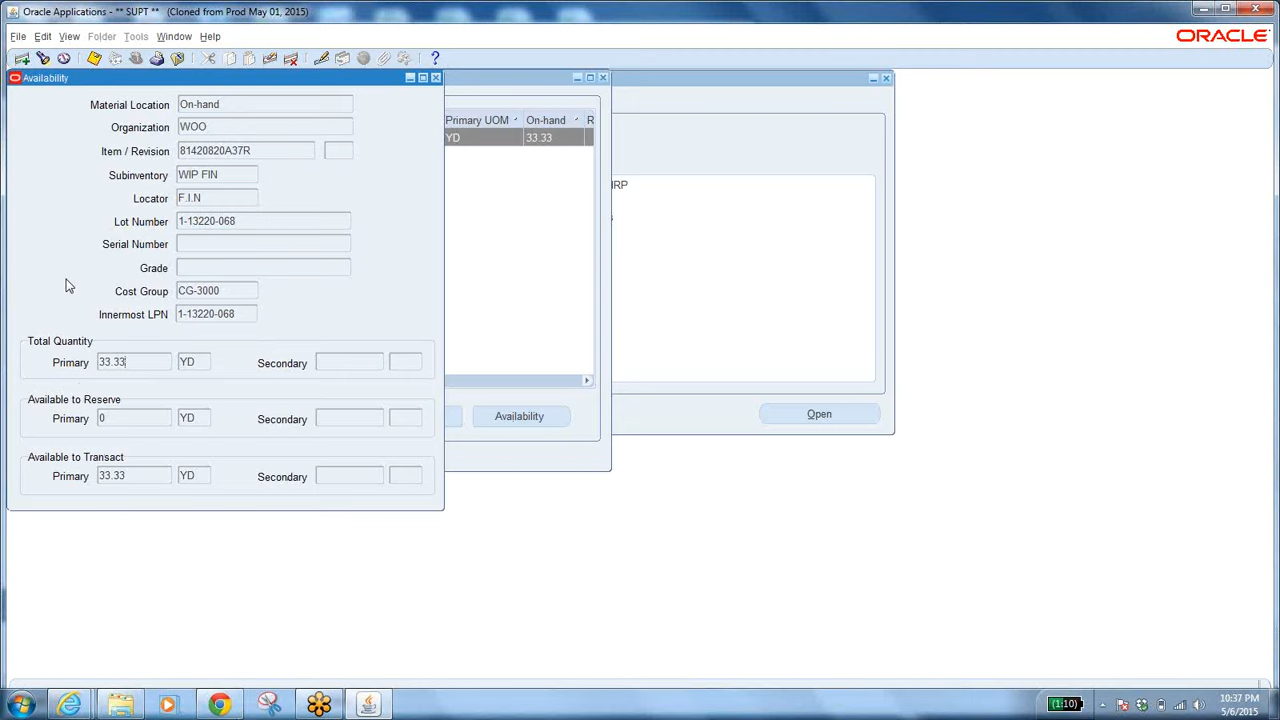 Oracle Applications - ** SUPT ** (Cloned from Prod May 01, 2015)
File Edit View Folder Tools Window Help
ORACLE
Availability
Material Location On-hand
Organization WOO
Item / Revision 81420820A37R
Subinventory WIP FIN
Locator F.I.N
Lot Number 1-13220-068
Serial Number
Grade
Cost Group CG-3000
Innermost LPN 1-13220-068
Total Quantity
Primary 33.33 YD Secondary
Available to Reserve
Primary 0 YD Secondary
Available to Transact
Primary 33.33 YD Secondary
Primary UOM On-hand R
YD 33.33
Availability
Open
(1:10)
10:37 PM
5/6/2015